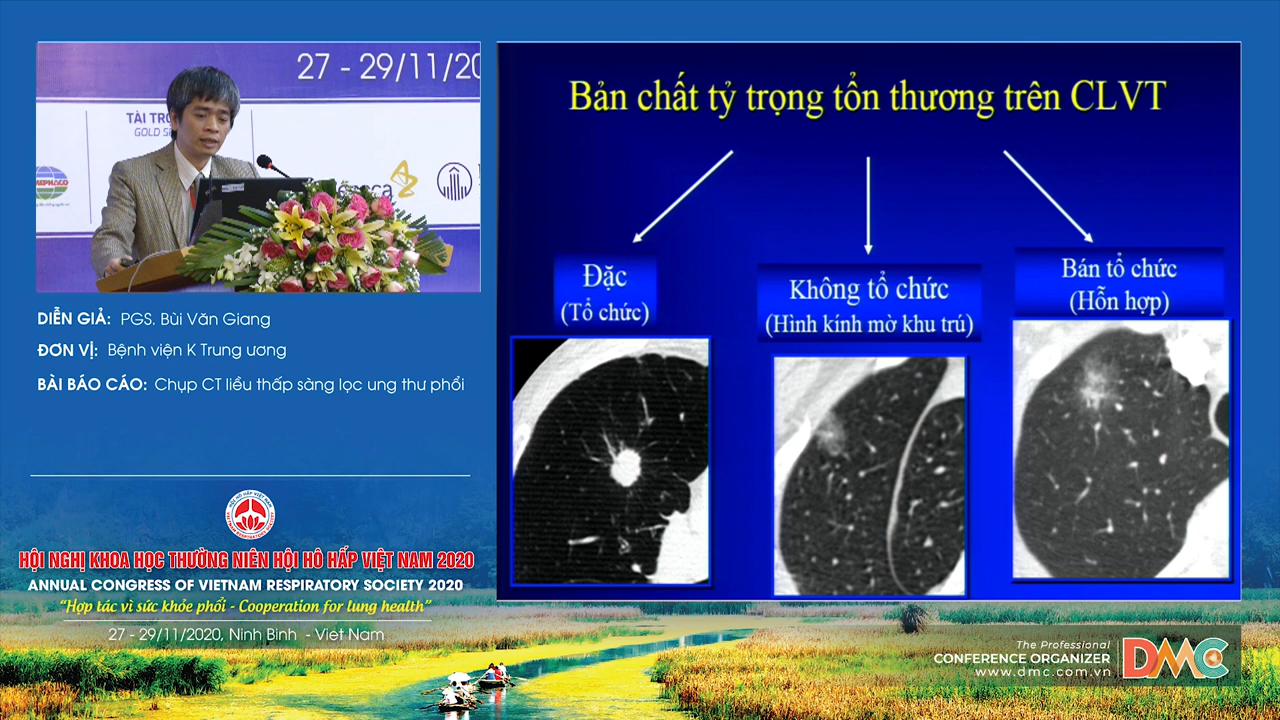 27 - 29/11/20
TÀI TRỢ
GOLD
DIỄN GIẢ: PGS. Bùi Văn Giang
ĐƠN VỊ: Bệnh viện K Trung ương
BÀI BÁO CÁO: Chụp CT liều thấp sàng lọc ung thư phổi
HỘI HÔ HẤP VIỆT NAM
HỘI NGHỊ KHOA HỌC THƯỜNG NIÊN HỘI HÔ HẤP VIỆT NAM 2020
ANNUAL CONGRESS OF VIETNAM RESPIRATORY SOCIETY 2020
“Hợp tác vì sức khỏe phổi - Cooperation for lung health”
27 - 29/11/2020, Ninh Bình - Viet Nam
Bản chất tỷ trọng tổn thương trên CLVT
Đặc
(Tổ chức)
Không tổ chức
(Hình kính mờ khu trú)
Bán tổ chức
(Hỗn hợp)
The Professional
CONFERENCE ORGANIZER
www.dmc.com.vn
DMC